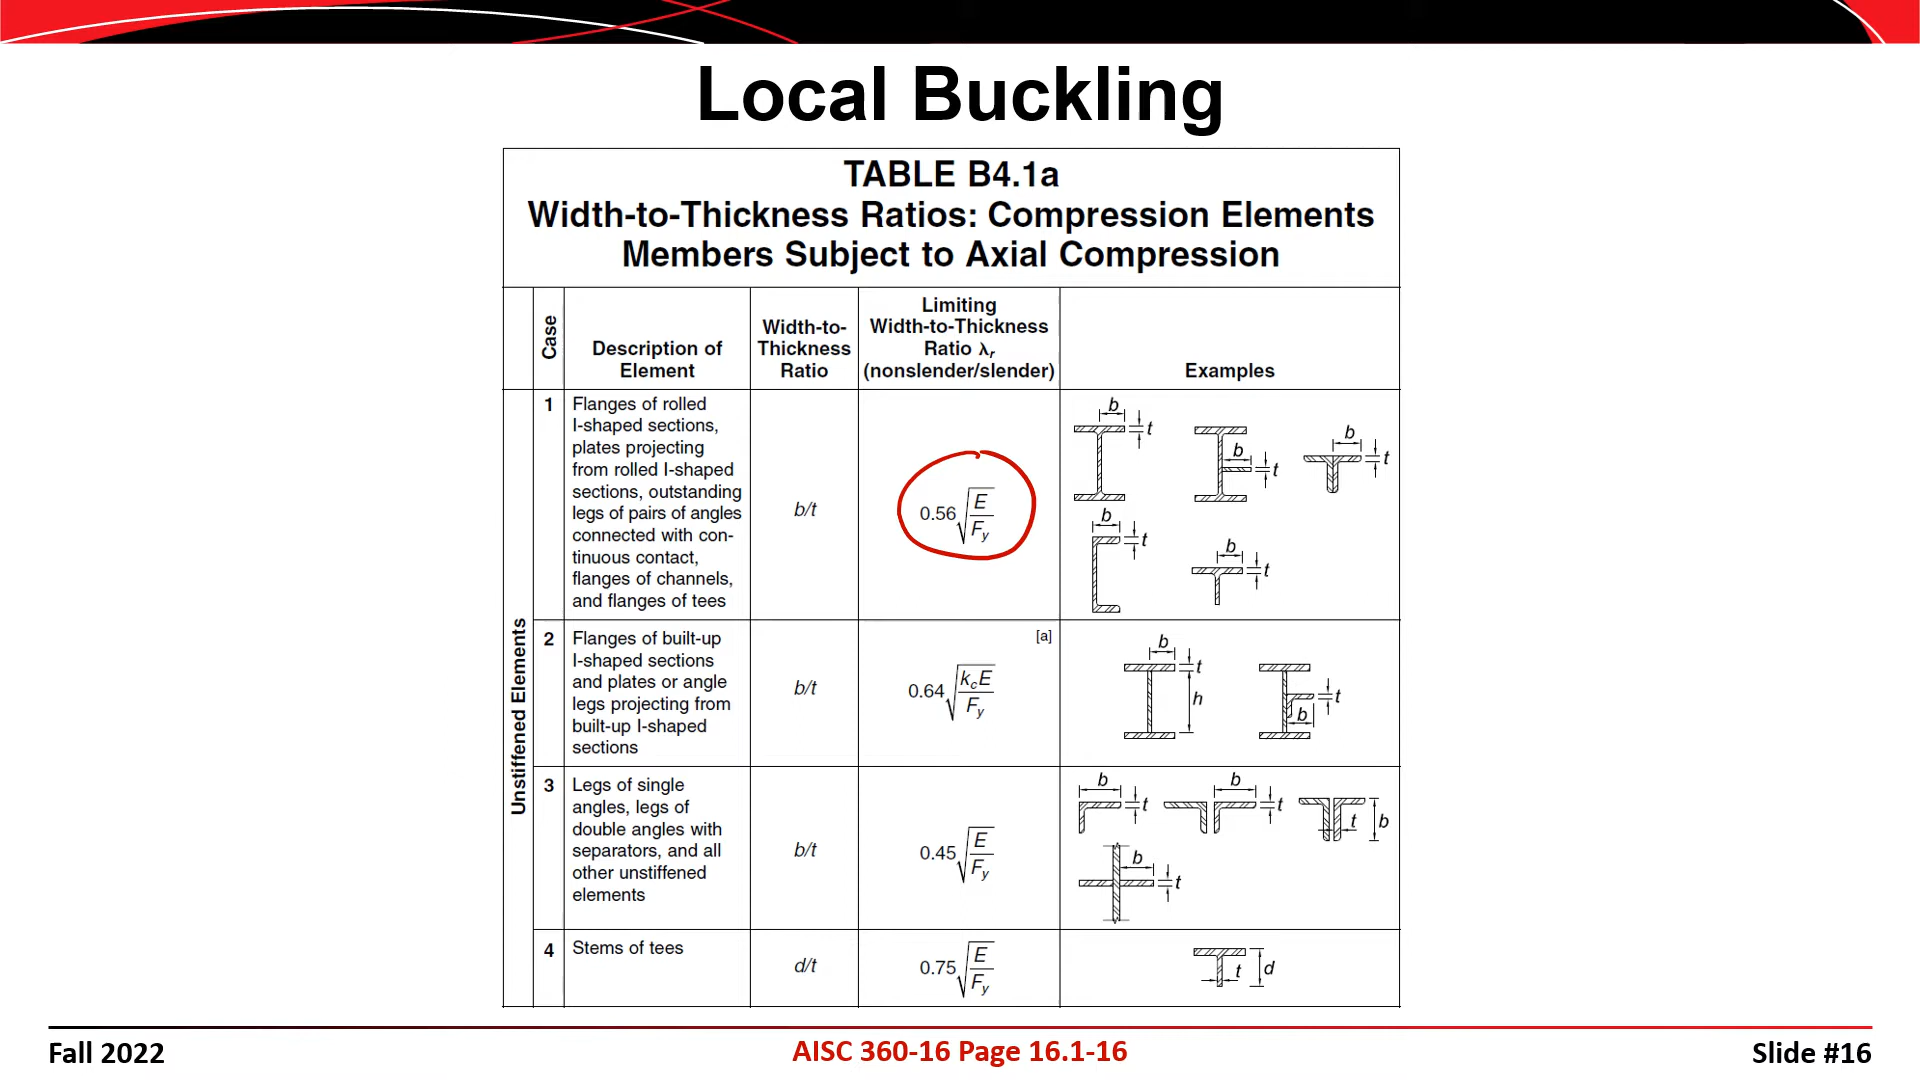 Local Buckling
TABLE B4.1a
Width-to-Thickness Ratios: Compression Elements
Members Subject to Axial Compression
Case
Description of
Element
Width-to-
Thickness
Ratio
Limiting
Width-to-Thickness
Ratio λr
(nonslender/slender)
Examples
Unstiffened Elements
1
Flanges of rolled
I-shaped sections,
plates projecting
from rolled I-shaped
sections, outstanding
legs of pairs of angles
connected with con-
tinuous contact,
flanges of channels,
and flanges of tees
b/t
0.56√(E/Fy)
b
t
b
t
b
t
b
t
b
t
2
Flanges of built-up
I-shaped sections
and plates or angle
legs projecting from
built-up I-shaped
sections
b/t
[a]
0.64√(kcE/Fy)
b
t
h
t
b
3
Legs of single
angles, legs of
double angles with
separators, and all
other unstiffened
elements
b/t
0.45√(E/Fy)
b
t
b
t
t
b
b
t
4
Stems of tees
d/t
0.75√(E/Fy)
t
d
Fall 2022
AISC 360-16 Page 16.1-16
Slide #16